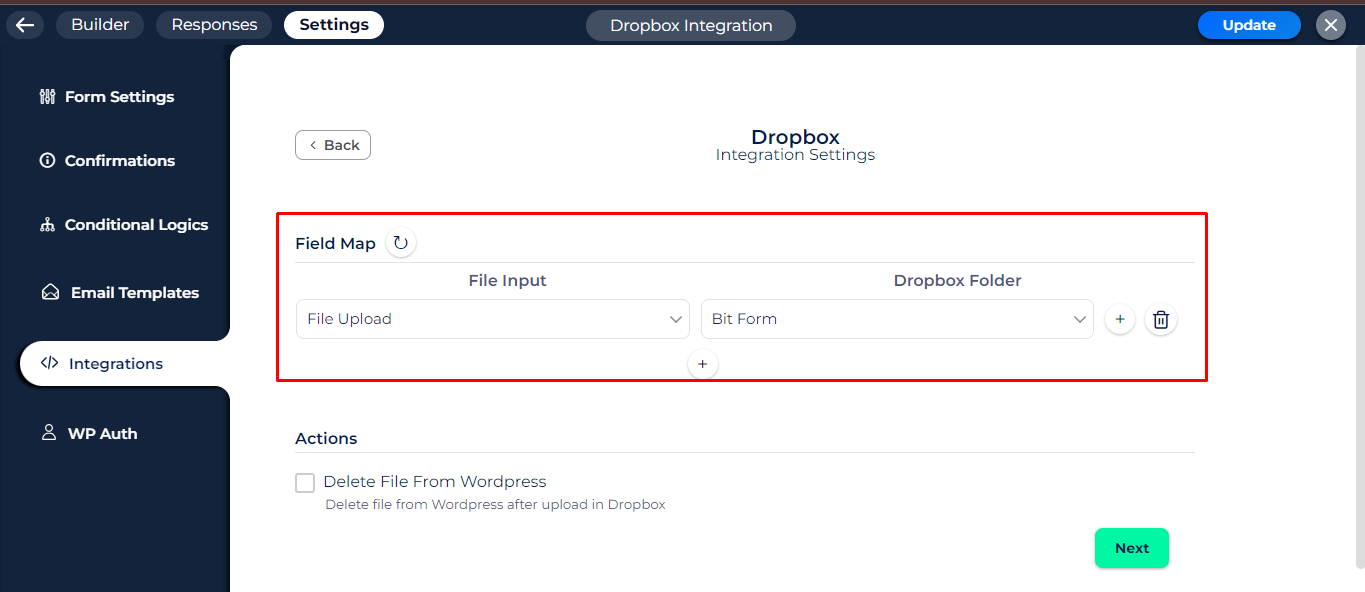 Builder Responses Settings Dropbox Integration Update
Form Settings
Confirmations
Conditional Logics
Email Templates
Integrations
WP Auth
Back
Dropbox
Integration Settings
Field Map
File Input Dropbox Folder
File Upload Bit Form
Actions
Delete File From Wordpress
Delete file from Wordpress after upload in Dropbox
Next